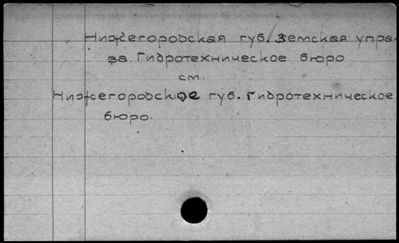 Нижегородская губ. Земская упра-
ва. Гидротехническое бюро
см.
Нижегородское губ. Гидротехническое
бюро.